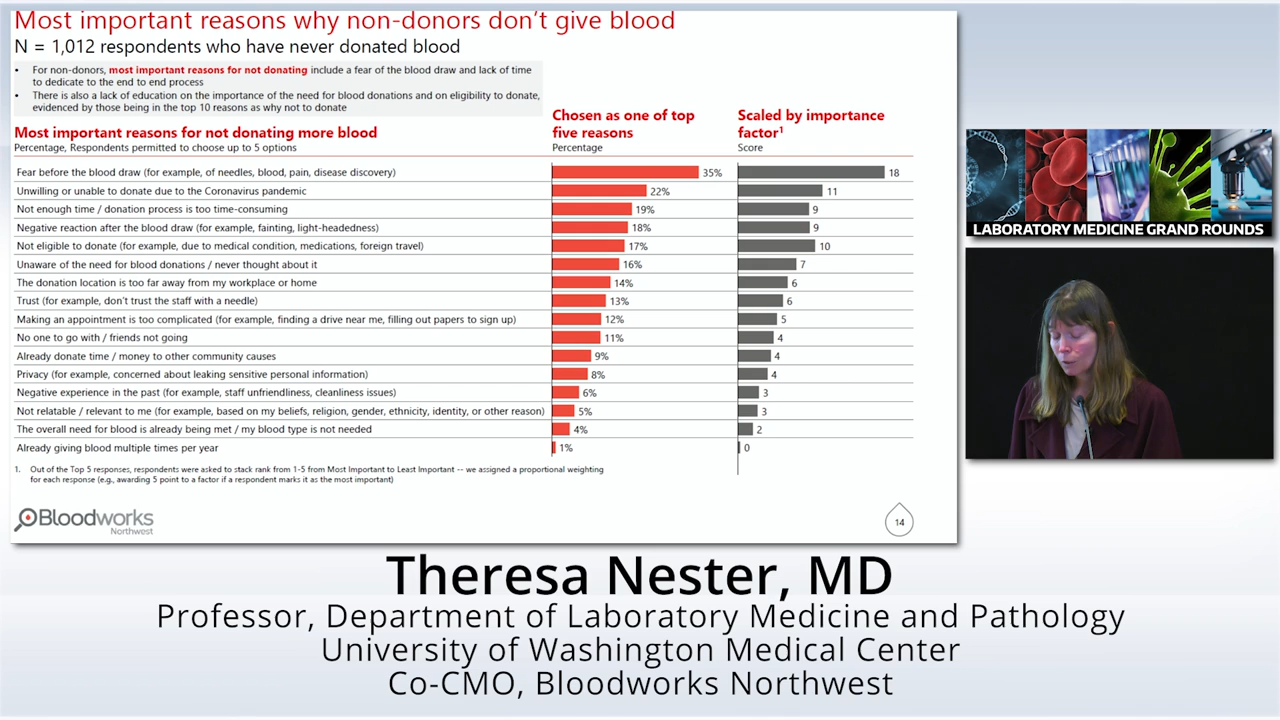 Most important reasons why non-donors don't give blood
N = 1,012 respondents who have never donated blood
• For non-donors, most important reasons for not donating include a fear of the blood draw and lack of time
to dedicate to the end to end process
• There is also a lack of education on the importance of the need for blood donations and on eligibility to donate,
evidenced by those being in the top 10 reasons as why not to donate
Most important reasons for not donating more blood
Percentage, Respondents permitted to choose up to 5 options
Chosen as one of top
five reasons
Percentage
Scaled by importance
factor1
Score
Fear before the blood draw (for example, of needles, blood, pain, disease discovery) 35% 18
Unwilling or unable to donate due to the Coronavirus pandemic 22% 11
Not enough time / donation process is too time-consuming 19% 9
Negative reaction after the blood draw (for example, fainting, light-headedness) 18% 9
Not eligible to donate (for example, due to medical condition, medications, foreign travel) 17% 10
Unaware of the need for blood donations / never thought about it 16% 7
The donation location is too far away from my workplace or home 14% 6
Trust (for example, don't trust the staff with a needle) 13% 6
Making an appointment is too complicated (for example, finding a drive near me, filling out papers to sign up) 12% 5
No one to go with / friends not going 11% 4
Already donate time / money to other community causes 9% 4
Privacy (for example, concerned about leaking sensitive personal information) 8% 4
Negative experience in the past (for example, staff unfriendliness, cleanliness issues) 6% 3
Not relatable / relevant to me (for example, based on my beliefs, religion, gender, ethnicity, identity, or other reason) 5% 3
The overall need for blood is already being met / my blood type is not needed 4% 2
Already giving blood multiple times per year 1% 0
1. Out of the Top 5 responses, respondents were asked to stack rank from 1-5 from Most Important to Least Important -- we assigned a proportional weighting
for each response (e.g., awarding 5 point to a factor if a respondent marks it as the most important)
Bloodworks
Northwest
14
LABORATORY MEDICINE GRAND ROUNDS
Theresa Nester, MD
Professor, Department of Laboratory Medicine and Pathology
University of Washington Medical Center
Co-CMO, Bloodworks Northwest